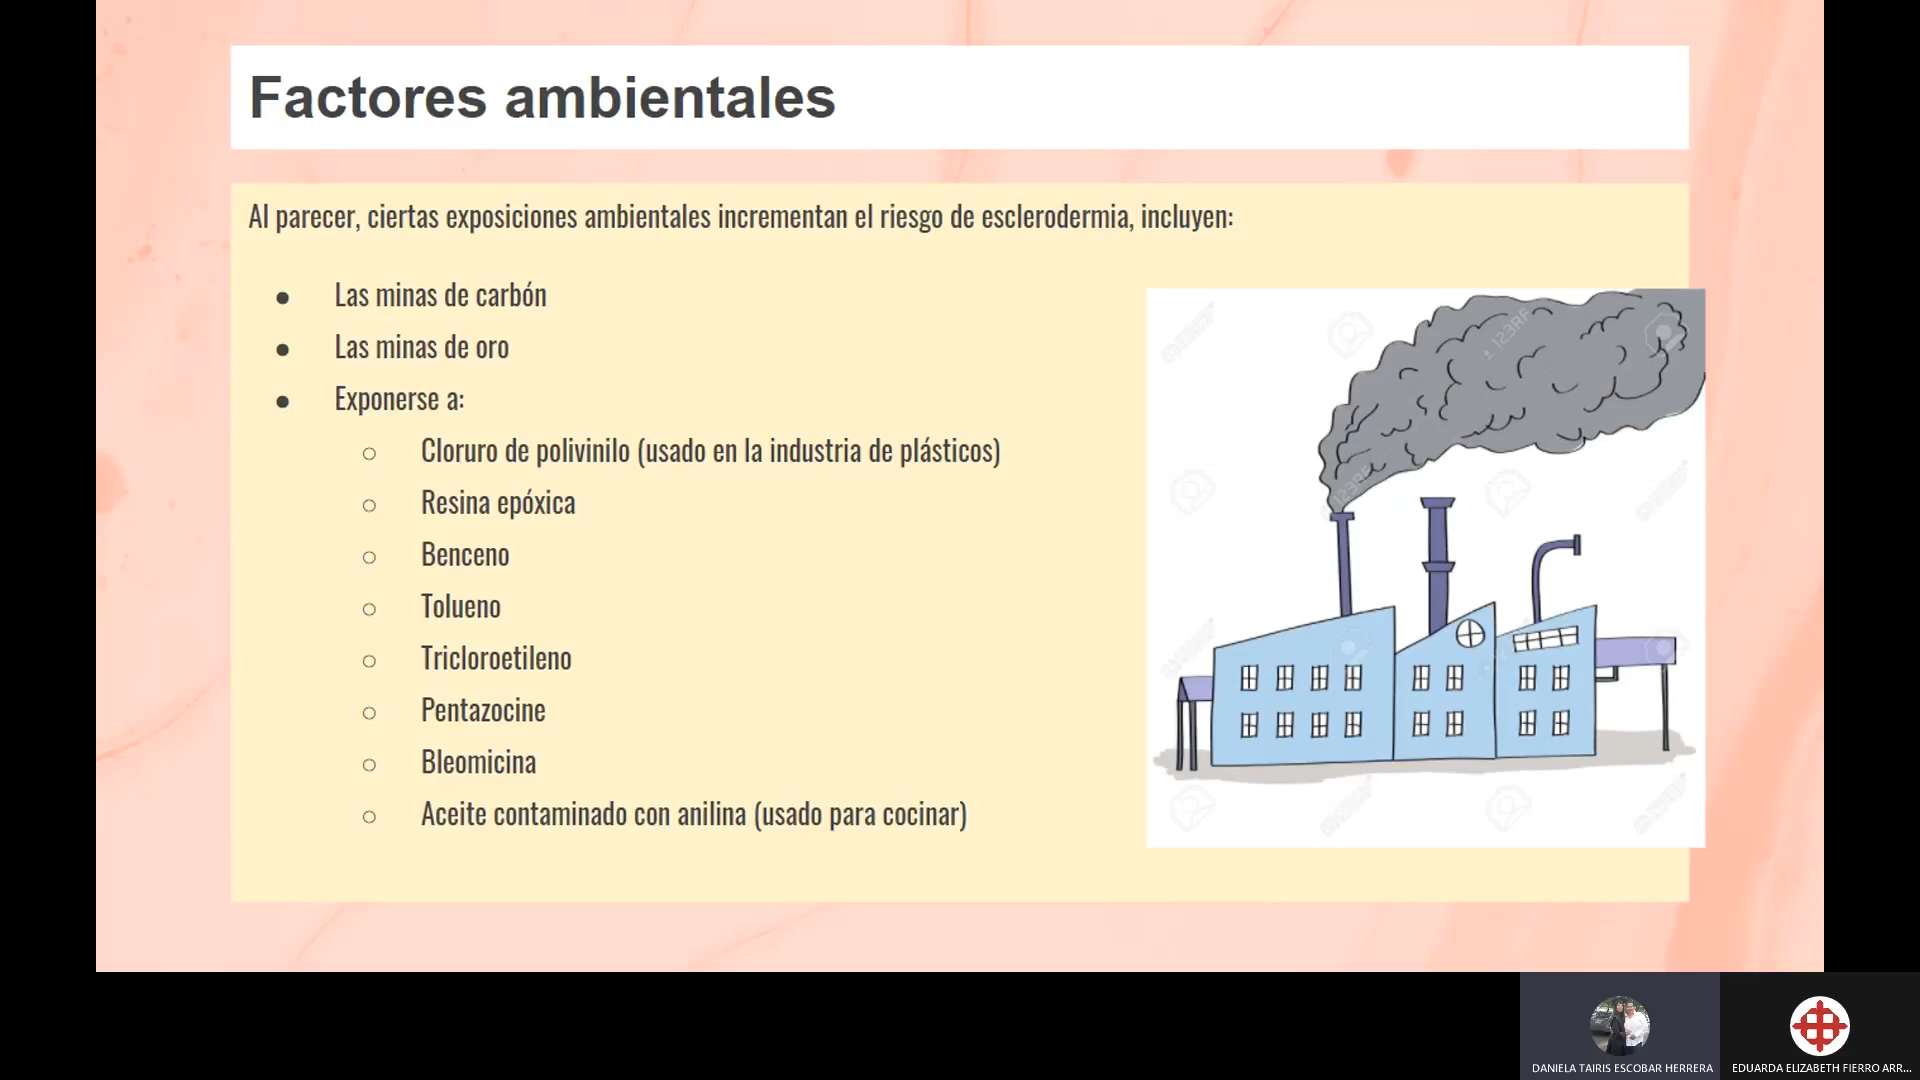 Factores ambientales
Al parecer, ciertas exposiciones ambientales incrementan el riesgo de esclerodermia, incluyen:
● Las minas de carbón
● Las minas de oro
● Exponerse a:
○ Cloruro de polivinilo (usado en la industria de plásticos)
○ Resina epóxica
○ Benceno
○ Tolueno
○ Tricloroetileno
○ Pentazocine
○ Bleomicina
○ Aceite contaminado con anilina (usado para cocinar)
123RF
DANIELA TAIRIS ESCOBAR HERRERA
EDUARDA ELIZABETH FIERRO ARR...